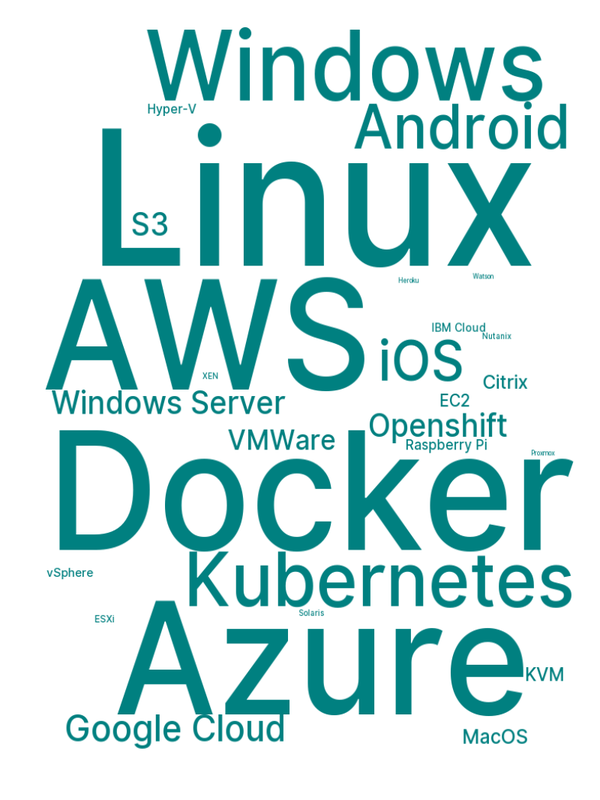 Windows
Hyper-V
Android
Linux
S3
Heroku
Watson
AWS
IBM Cloud
Nutanix
iOS
XEN
Citrix
Windows Server
EC2
Openshift
VMWare
Raspberry Pi
Proxmox
Docker
vSphere
Kubernetes
Solaris
ESXi
Azure
KVM
Google Cloud
MacOS